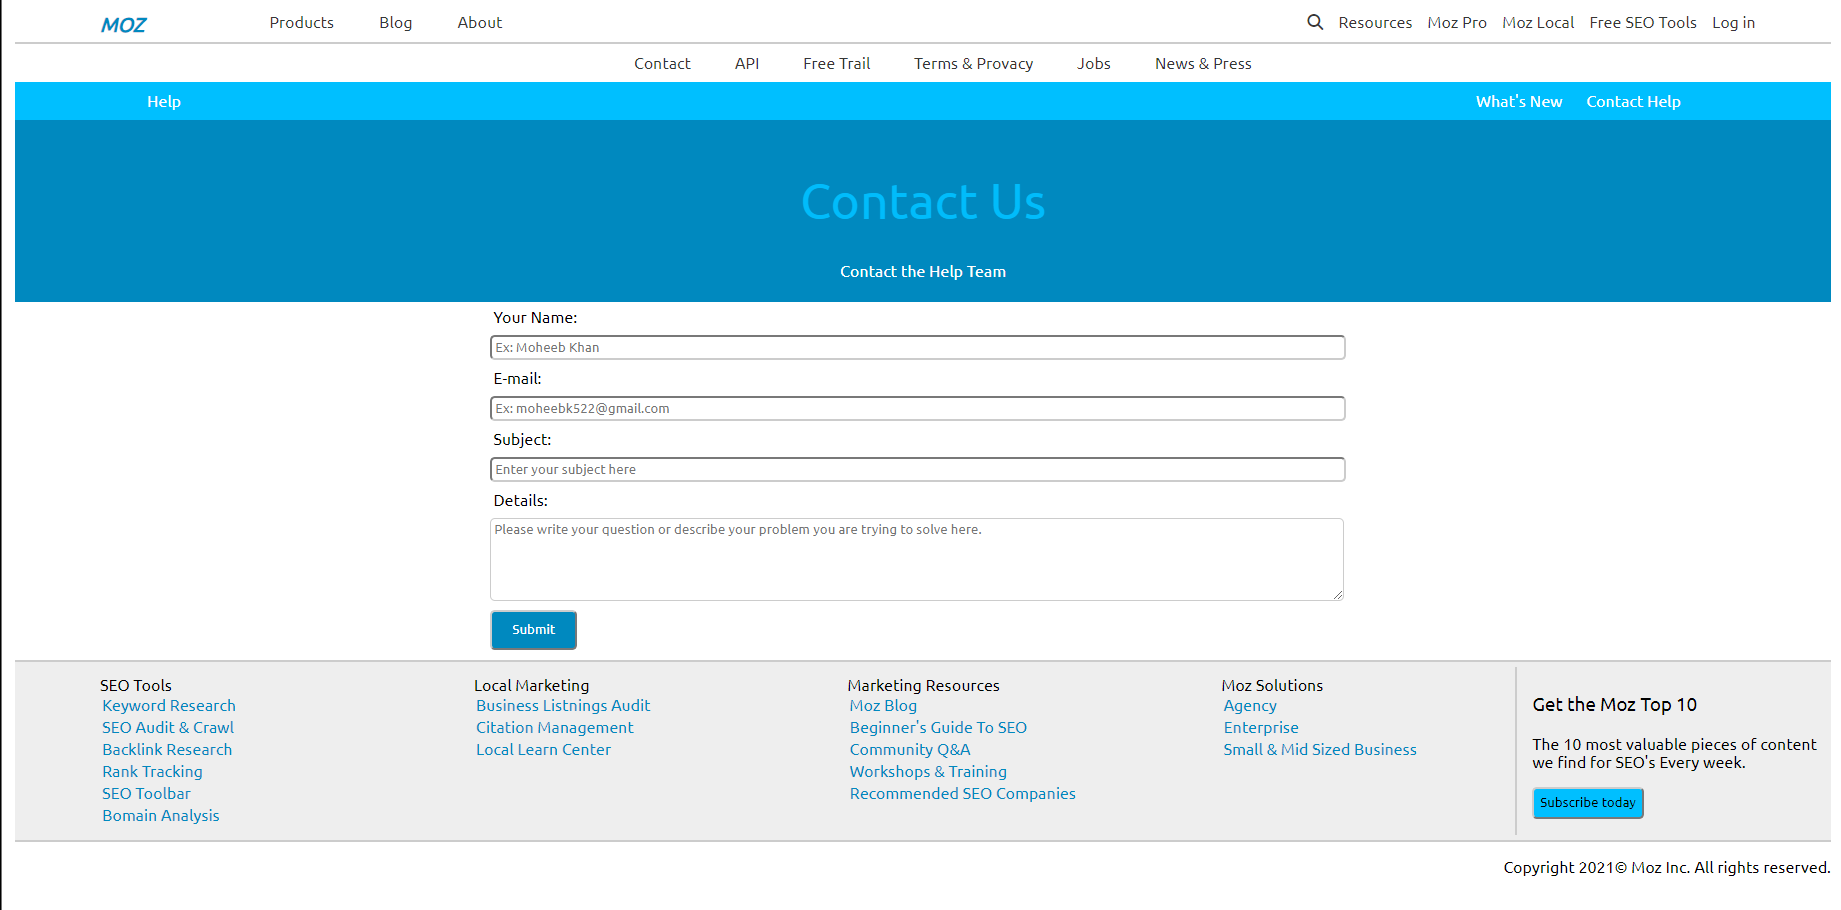 MOZ Products Blog About Resources Moz Pro Moz Local Free SEO Tools Log in
Contact API Free Trail Terms & Provacy Jobs News & Press
Help What's New Contact Help
Contact Us
Contact the Help Team
Your Name:
Ex: Moheeb Khan
E-mail:
Ex: moheebk522@gmail.com
Subject:
Enter your subject here
Details:
Please write your question or describe your problem you are trying to solve here.
Submit
SEO Tools
Keyword Research
SEO Audit & Crawl
Backlink Research
Rank Tracking
SEO Toolbar
Bomain Analysis
Local Marketing
Business Listnings Audit
Citation Management
Local Learn Center
Marketing Resources
Moz Blog
Beginner's Guide To SEO
Community Q&A
Workshops & Training
Recommended SEO Companies
Moz Solutions
Agency
Enterprise
Small & Mid Sized Business
Get the Moz Top 10
The 10 most valuable pieces of content
we find for SEO's Every week.
Subscribe today
Copyright 2021© Moz Inc. All rights reserved.